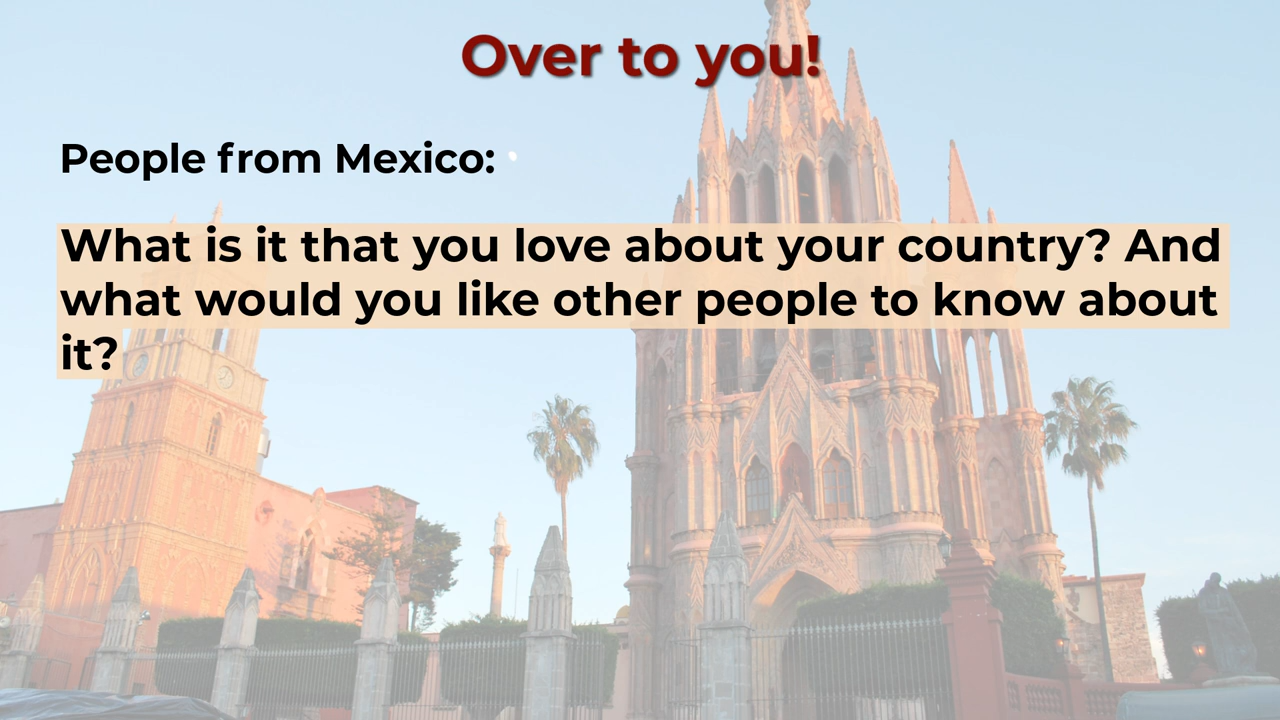 Over to you!
People from Mexico:
What is it that you love about your country? And
what would you like other people to know about
it?